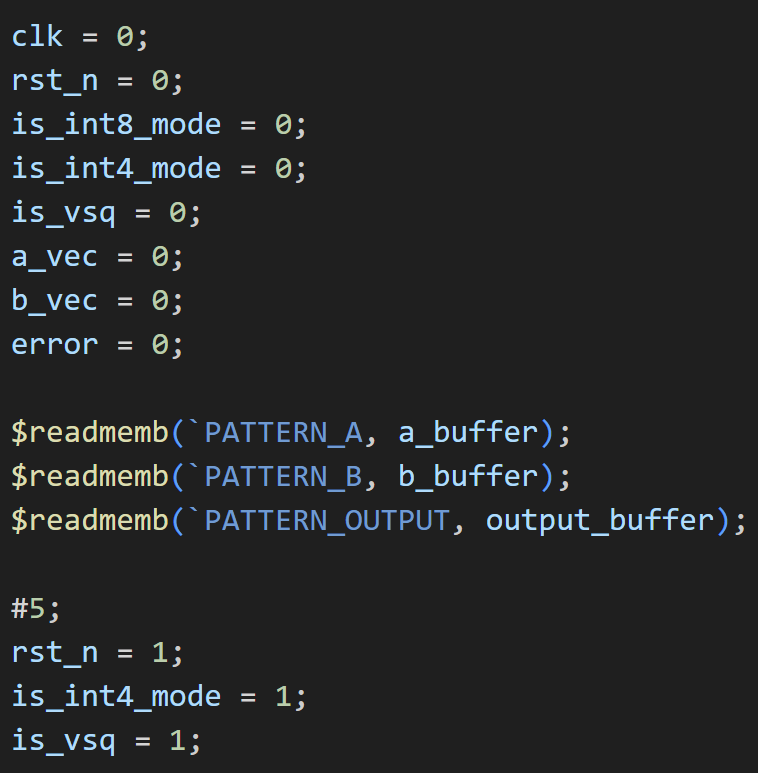 clk = 0;
rst_n = 0;
is_int8_mode = 0;
is_int4_mode = 0;
is_vsq = 0;
a_vec = 0;
b_vec = 0;
error = 0;
$readmemb(`PATTERN_A, a_buffer);
$readmemb(`PATTERN_B, b_buffer);
$readmemb(`PATTERN_OUTPUT, output_buffer);
#5;
rst_n = 1;
is_int4_mode = 1;
is_vsq = 1;